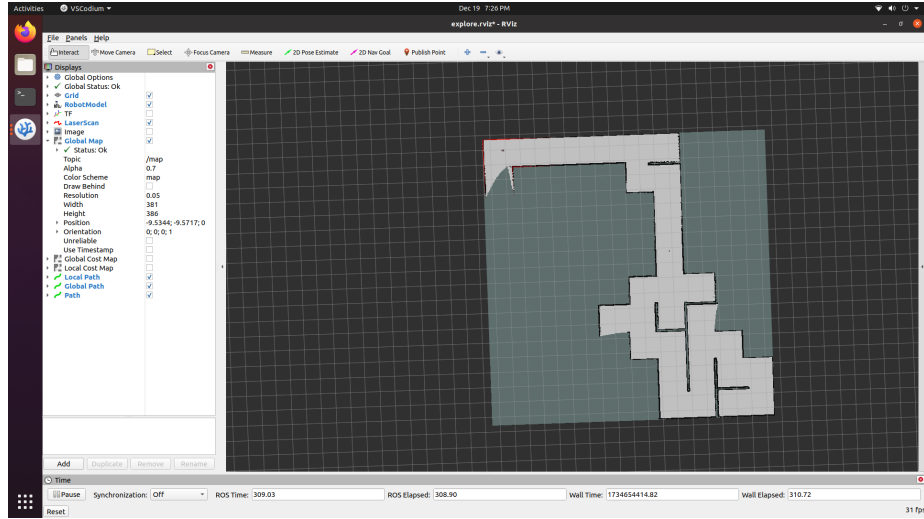 Activities VSCodium Dec 19 7:26 PM
explore.rviz* - RViz
File Panels Help
Interact Move Camera Select Focus Camera Measure 2D Pose Estimate 2D Nav Goal Publish Point
Displays
Global Options
Global Status: Ok
Grid
RobotModel
TF
LaserScan
Image
Global Map
Status: Ok
Topic /map
Alpha 0.7
Color Scheme map
Draw Behind
Resolution 0.05
Width 381
Height 386
Position -9.5344; -9.5717; 0
Orientation 0; 0; 0; 1
Unreliable
Use Timestamp
Global Cost Map
Local Cost Map
Local Path
Global Path
Path
Add Duplicate Remove Rename
Time
Pause Synchronization: Off ROS Time: 309.03 ROS Elapsed: 308.90 Wall Time: 1734654414.82 Wall Elapsed: 310.72
Reset 31 fps